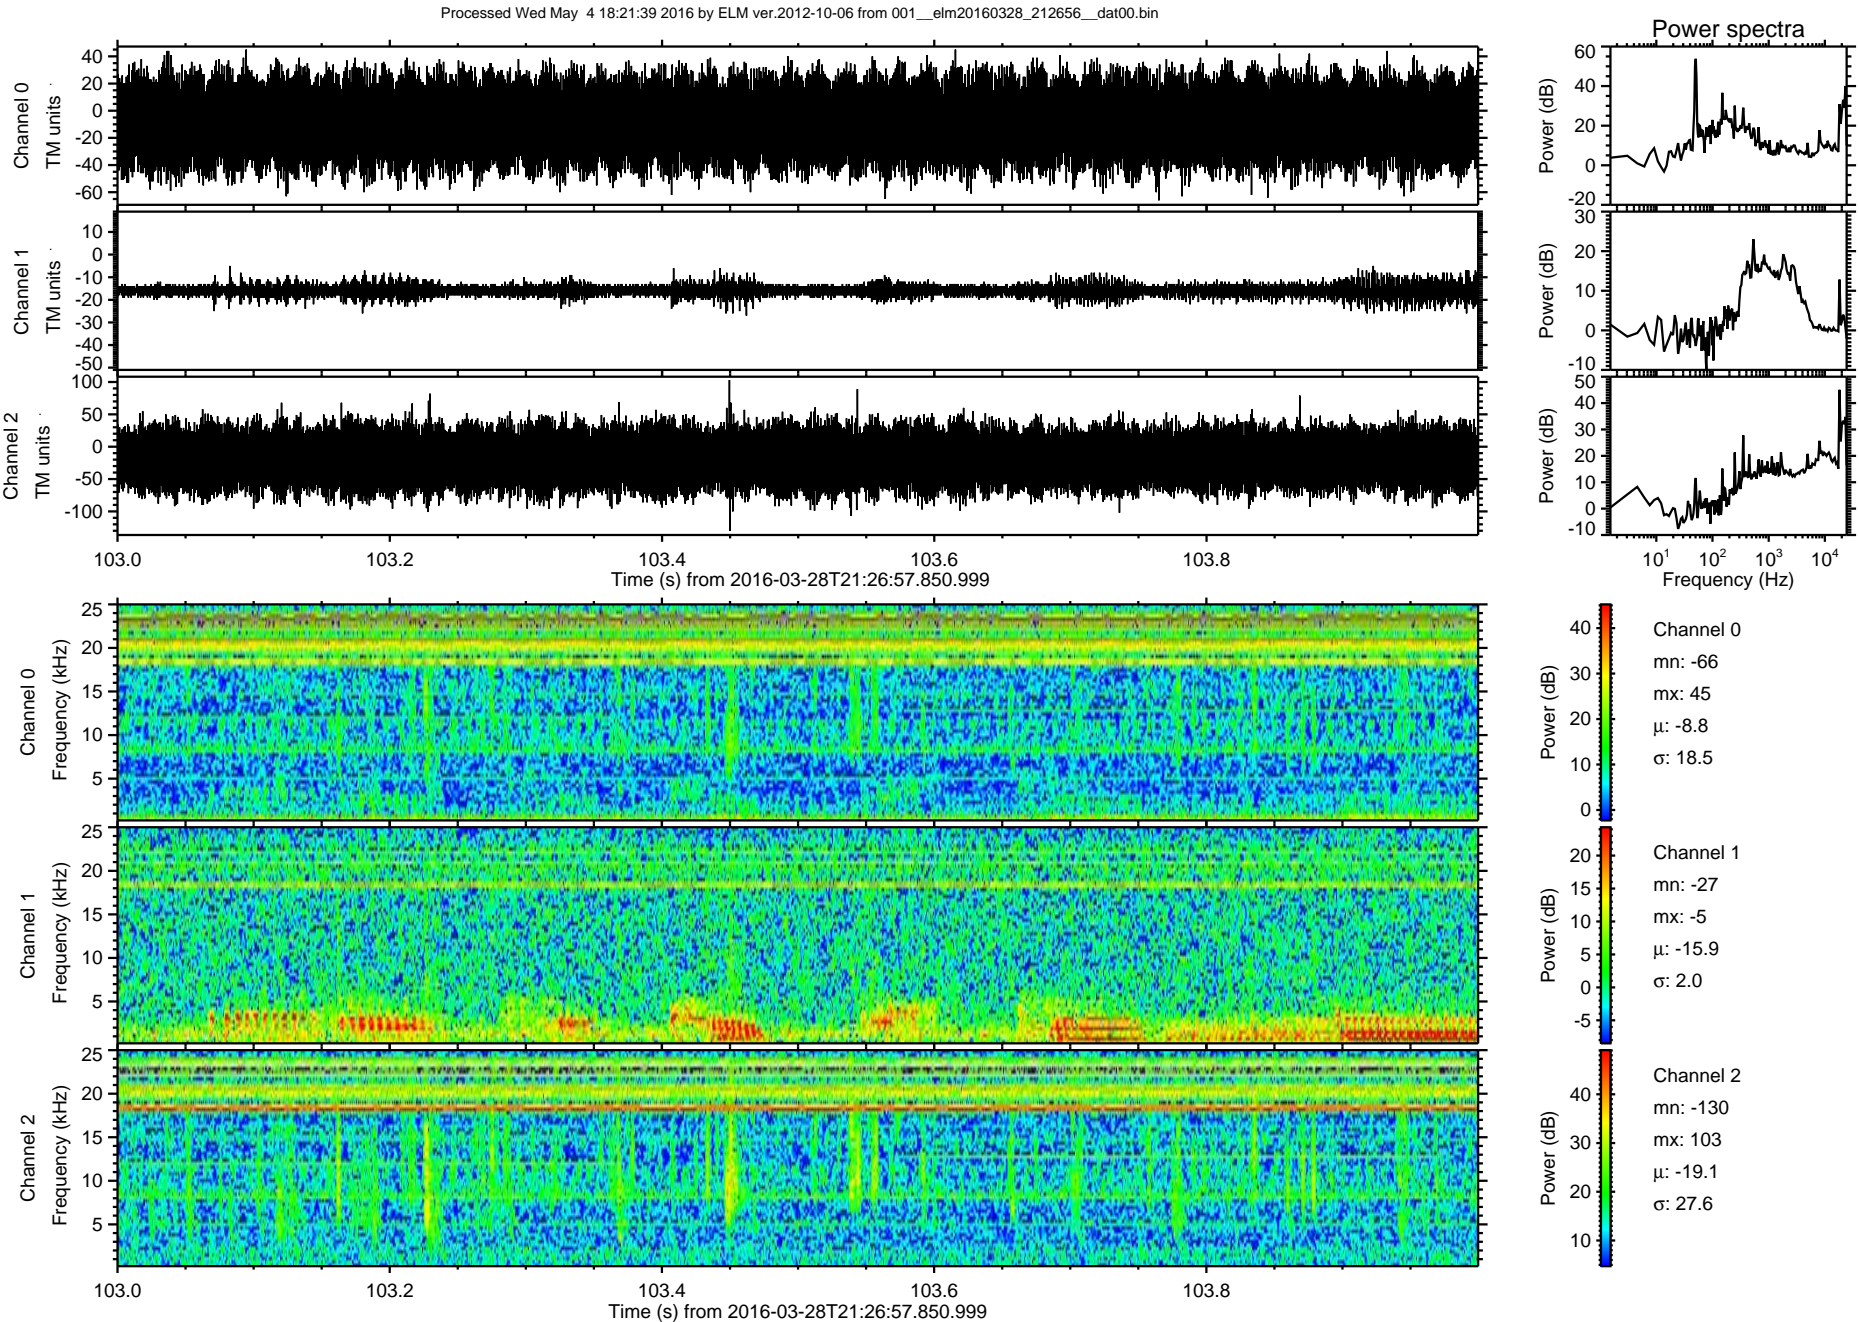 Processed Wed May  4 18:21:39 2016 by ELM ver.2012-10-06 from 001__elm20160328_212656__dat00.bin
Power spectra
Channel 0
TM units
40
20
0
-20
-40
-60
Power (dB)
60
40
20
0
-20
Channel 1
TM units
10
0
-10
-20
-30
-40
-50
Power (dB)
30
20
10
0
-10
Channel 2
TM units
100
50
0
-50
-100
Power (dB)
50
40
30
20
10
0
-10
103.0 103.2 103.4 103.6 103.8
Time (s) from 2016-03-28T21:26:57.850.999
10¹ 10² 10³ 10⁴
Frequency (Hz)
Channel 0
Frequency (kHz)
25
20
15
10
5
Power (dB)
40
30
20
10
0
Channel 0
mn: -66
mx: 45
μ: -8.8
σ: 18.5
Channel 1
Frequency (kHz)
25
20
15
10
5
Power (dB)
20
15
10
5
0
-5
Channel 1
mn: -27
mx: -5
μ: -15.9
σ: 2.0
Channel 2
Frequency (kHz)
25
20
15
10
5
Power (dB)
40
30
20
10
Channel 2
mn: -130
mx: 103
μ: -19.1
σ: 27.6
103.0 103.2 103.4 103.6 103.8
Time (s) from 2016-03-28T21:26:57.850.999